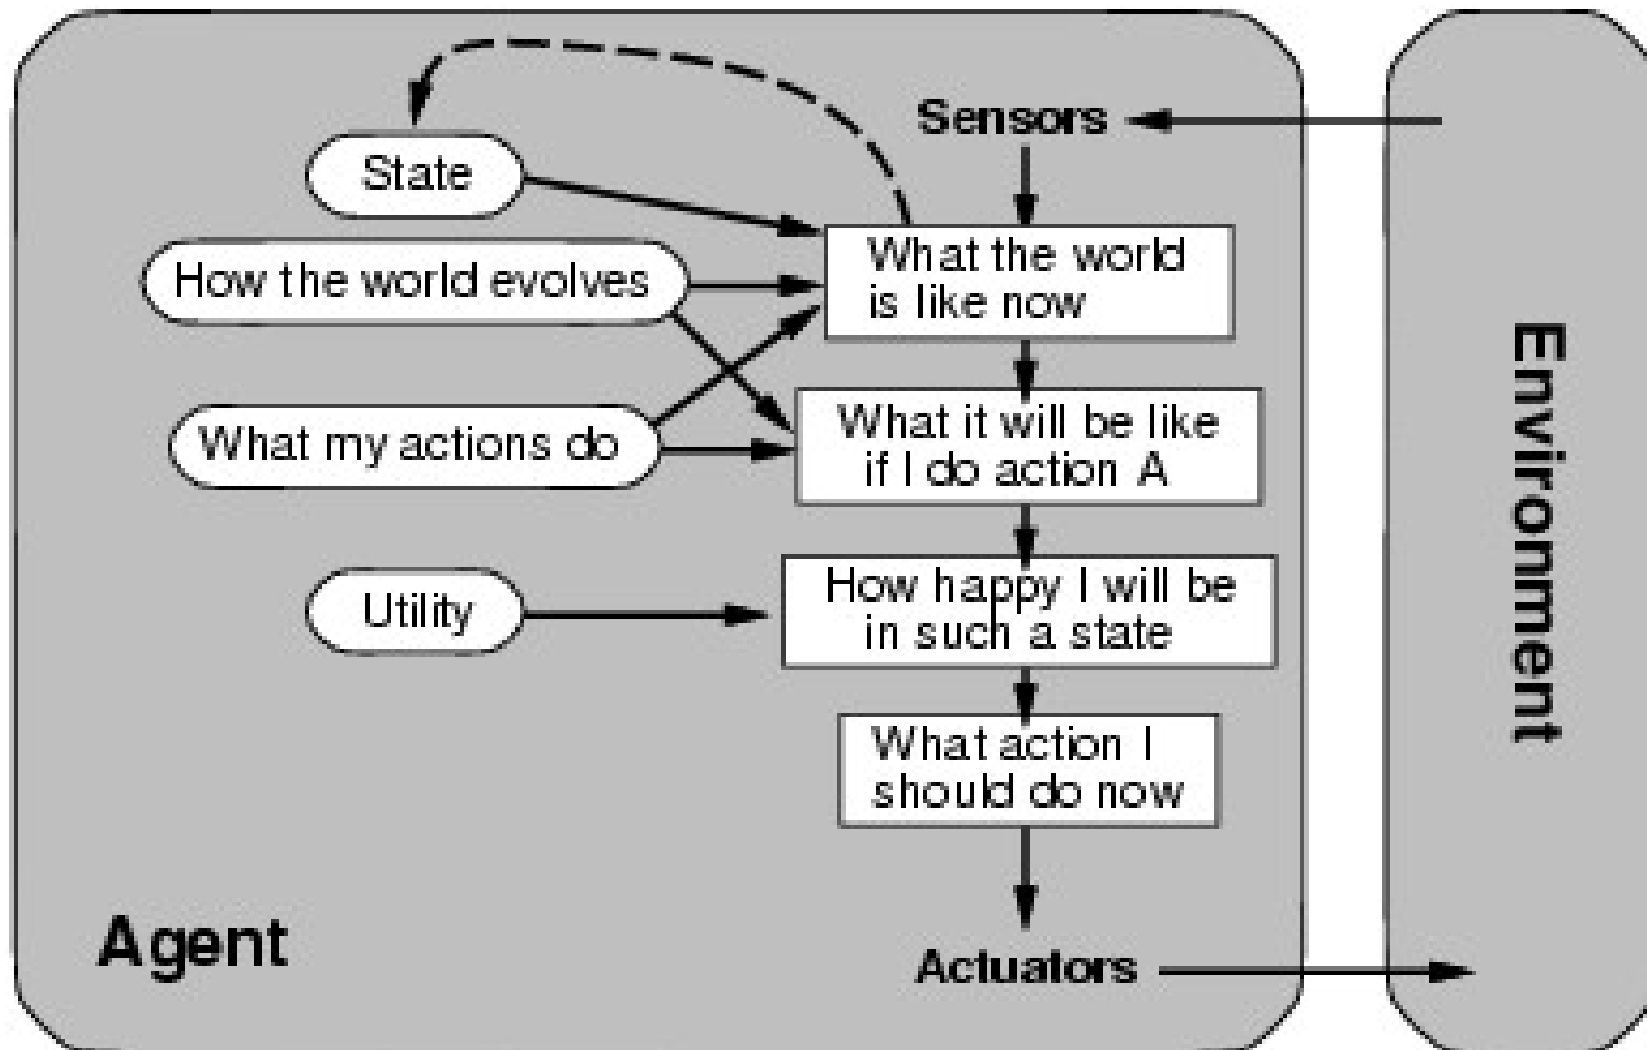 Sensors
State
What the world
is like now
How the world evolves
What my actions do
What it will be like
if I do action A
Utility
How happy I will be
in such a state
What action I
should do now
Agent
Actuators
Environment